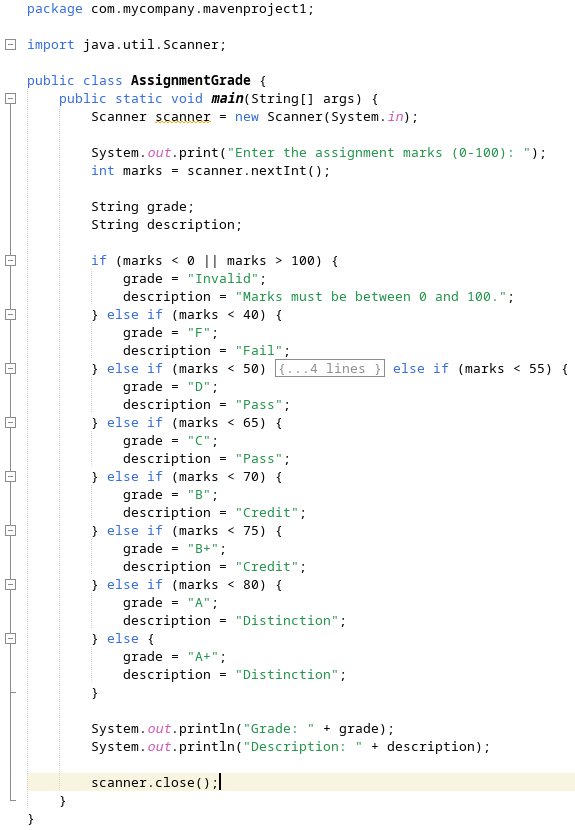 package com.mycompany.mavenproject1;
import java.util.Scanner;
public class AssignmentGrade {
public static void main(String[] args) {
Scanner scanner = new Scanner(System.in);
System.out.print("Enter the assignment marks (0-100): ");
int marks = scanner.nextInt();
String grade;
String description;
if (marks < 0 || marks > 100) {
grade = "Invalid";
description = "Marks must be between 0 and 100.";
} else if (marks < 40) {
grade = "F";
description = "Fail";
} else if (marks < 50) {...4 lines } else if (marks < 55) {
grade = "D";
description = "Pass";
} else if (marks < 65) {
grade = "C";
description = "Pass";
} else if (marks < 70) {
grade = "B";
description = "Credit";
} else if (marks < 75) {
grade = "B+";
description = "Credit";
} else if (marks < 80) {
grade = "A";
description = "Distinction";
} else {
grade = "A+";
description = "Distinction";
}
System.out.println("Grade: " + grade);
System.out.println("Description: " + description);
scanner.close();
}
}